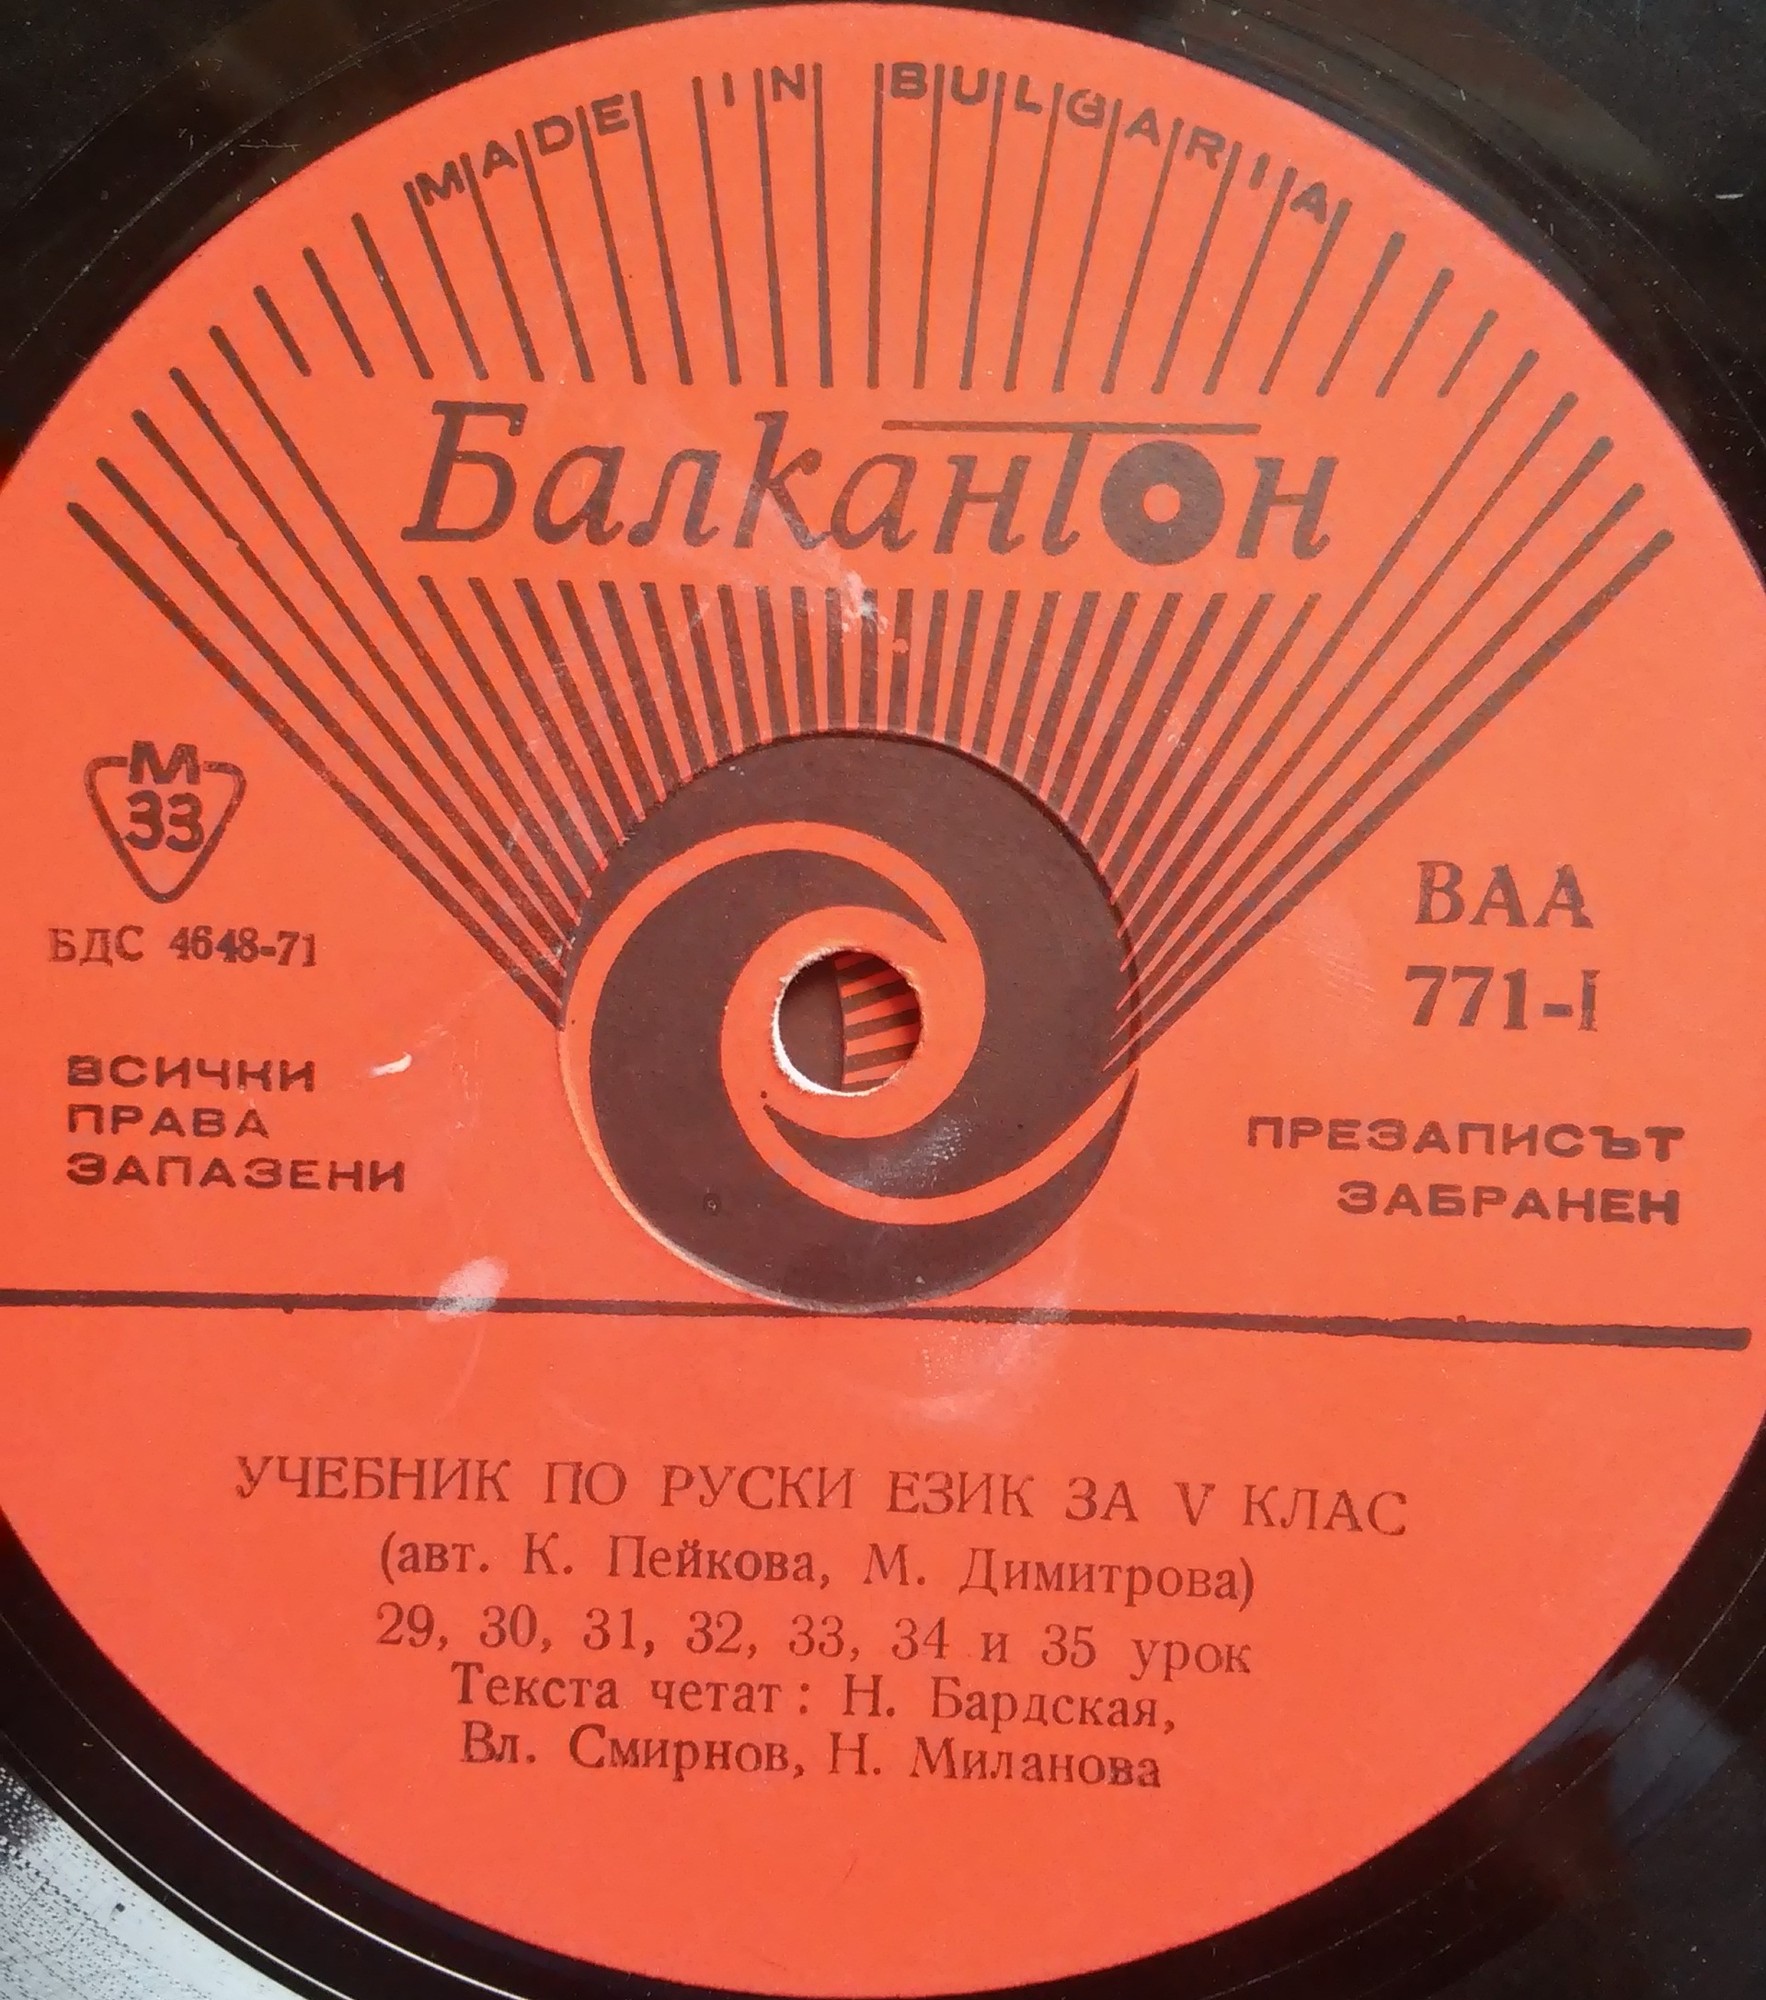 MADE IN BULGARIA
Балкантон
М
33
БДС 4648-71
ВАА
771-I
ВСИЧКИ
ПРАВА
ЗАПАЗЕНИ
ПРЕЗАПИСЪТ
ЗАБРАНЕН
УЧЕБНИК ПО РУСКИ ЕЗИК ЗА V КЛАС
(авт. К. Пейкова, М. Димитрова)
29, 30, 31, 32, 33, 34 и 35 урок
Текста четат: Н. Бардская,
Вл. Смирнов, Н. Миланова